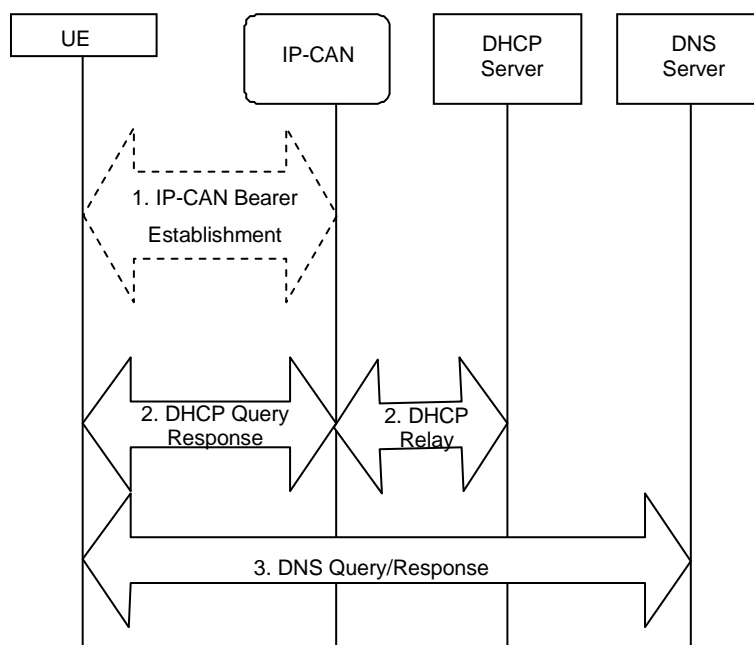 UE
IP-CAN
DHCP
Server
DNS
Server
1. IP-CAN Bearer
Establishment
2. DHCP Query
Response
2. DHCP
Relay
3. DNS Query/Response